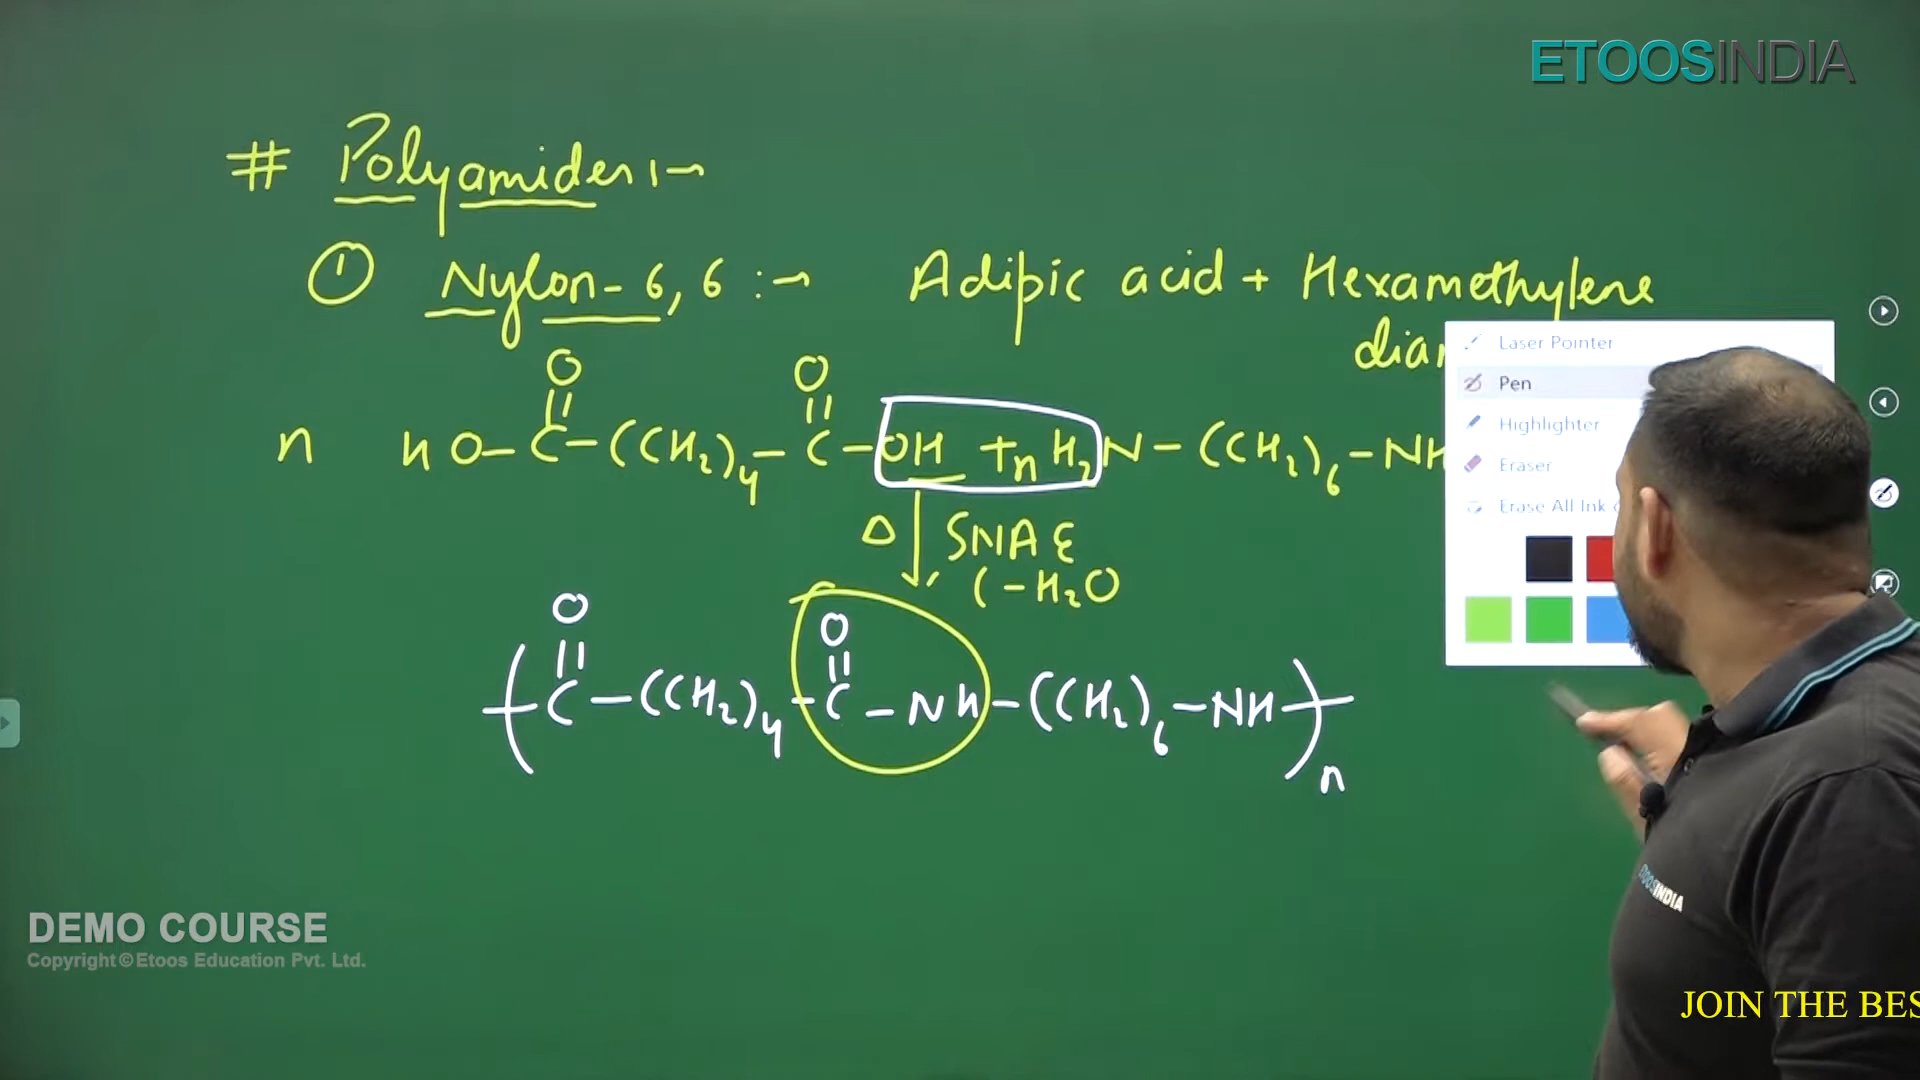 ETOOSINDIA
# Polyamides :-
① Nylon-6,6 :- Adipic acid + Hexamethylene
Laser Pointer
Pen
Highlighter
Eraser
Erase All Ink
O O
n HO-C-(CH2)4-C-OH + n H2N-(CH2)6-NH
Δ SNAE
(-H2O
O O
(C-(CH2)4-C-NH-(CH2)6-NH)n
ETOOSINDIA
DEMO COURSE
Copyright©Etoos Education Pvt. Ltd.
JOIN THE BES